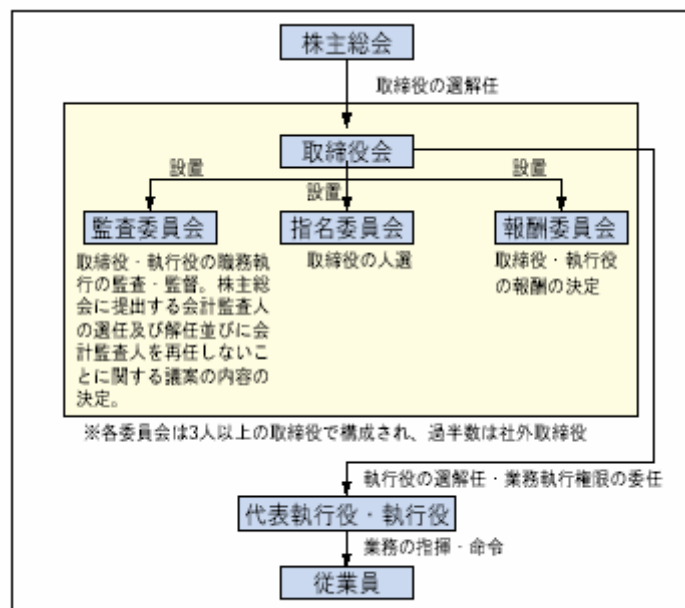 株主総会
取締役の選解任
取締役会
設置
設置
設置
監査委員会
取締役・執行役の職務執
行の監査・監督。株主総
会に提出する会計監査人
の選任及び解任並びに会
計監査人を再任しないこ
とに関する議案の内容の
決定。
指名委員会
取締役の人選
報酬委員会
取締役・執行役
の報酬の決定
※各委員会は3人以上の取締役で構成され、過半数は社外取締役
執行役の選解任・業務執行権限の委任
代表執行役・執行役
業務の指揮・命令
従業員